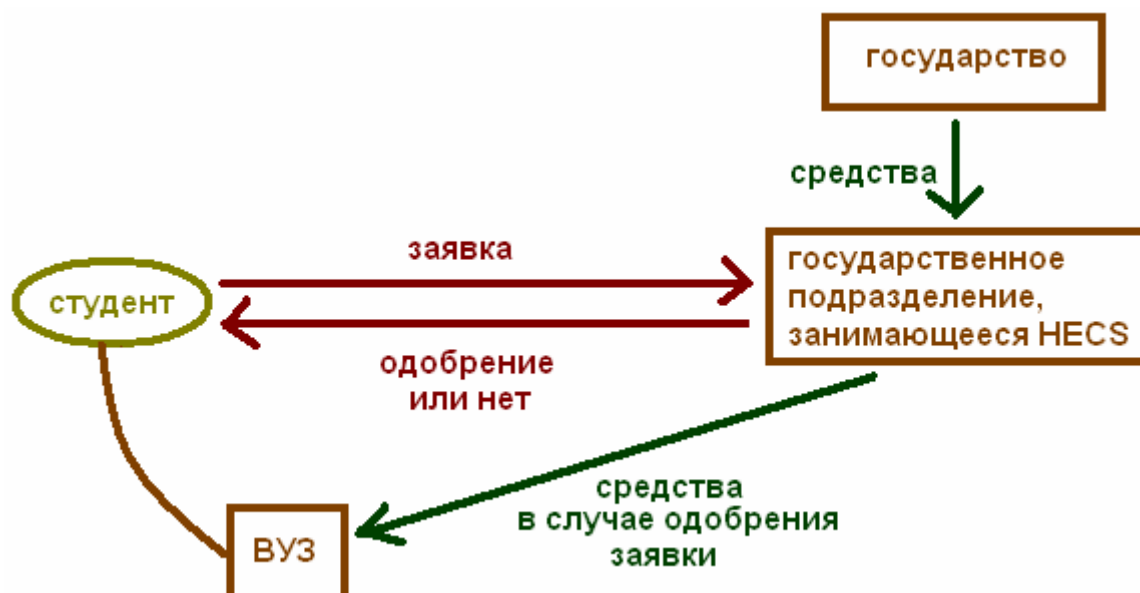 государство
средства
заявка
государственное
подразделение,
занимающееся HECS
студент
одобрение
или нет
средства
в случае одобрения
заявки
ВУЗ